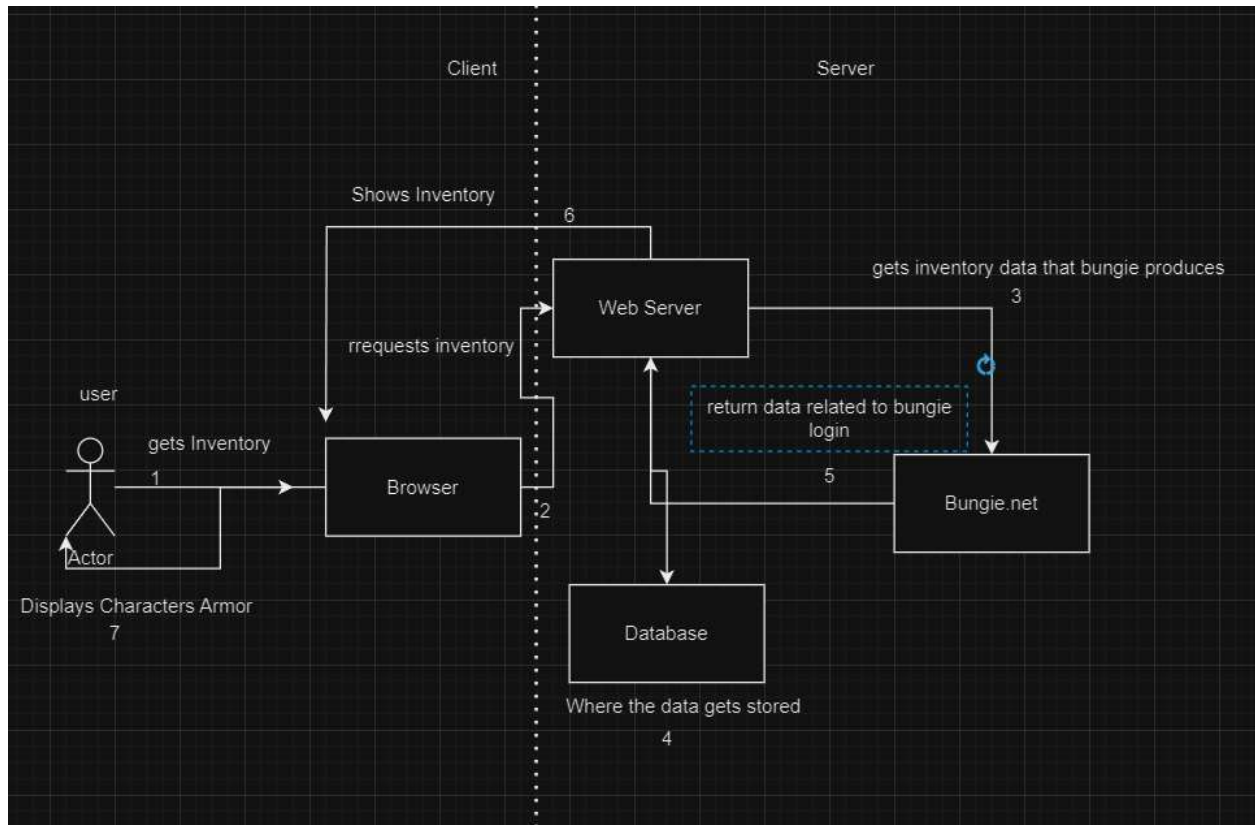 Client
Server
Shows Inventory
6
gets inventory data that bungie produces
3
Web Server
rrequests inventory
user
return data related to bungie
login
gets Inventory
1
Browser
2
5
Bungie.net
Actor
Displays Characters Armor
7
Database
Where the data gets stored
4